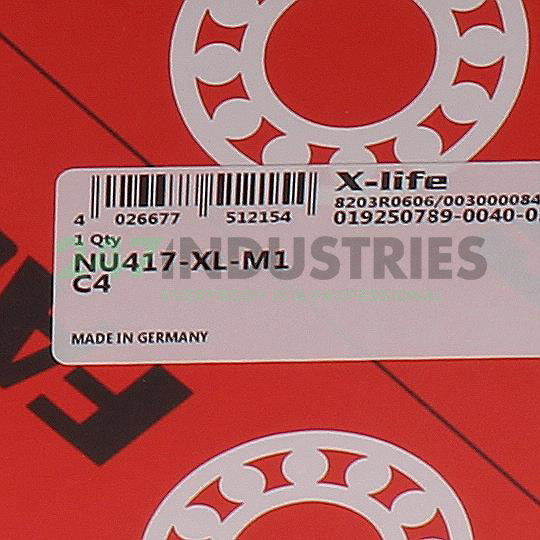 X-life
8203R0606/003000084
019250789-0040-0
4 026677 512154
1 Qty
NU417-XL-M1
C4
INDUSTRIES
MADE IN GERMANY
FA